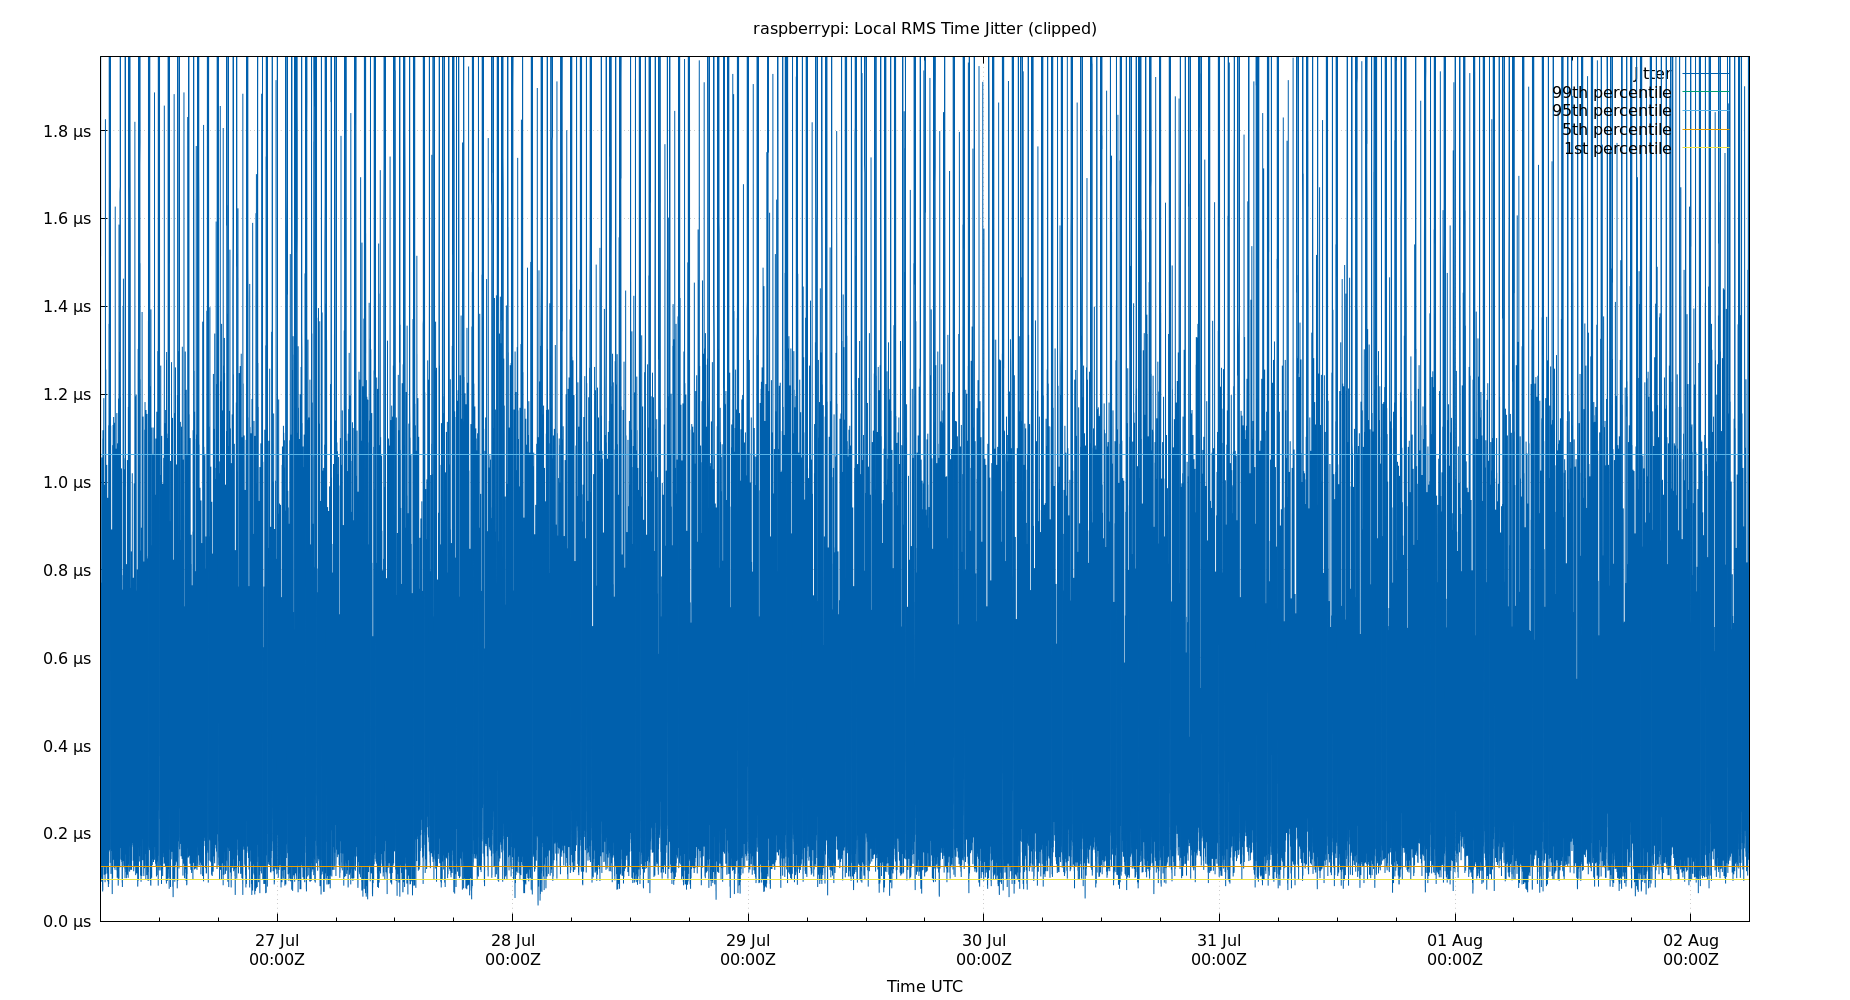 raspberrypi: Local RMS Time Jitter (clipped)
jitter
99th percentile
95th percentile
5th percentile
1st percentile
1.8 µs
1.6 µs
1.4 µs
1.2 µs
1.0 µs
0.8 µs
0.6 µs
0.4 µs
0.2 µs
0.0 µs
27 Jul 28 Jul 29 Jul 30 Jul 31 Jul 01 Aug 02 Aug
00:00Z 00:00Z 00:00Z 00:00Z 00:00Z 00:00Z 00:00Z
Time UTC